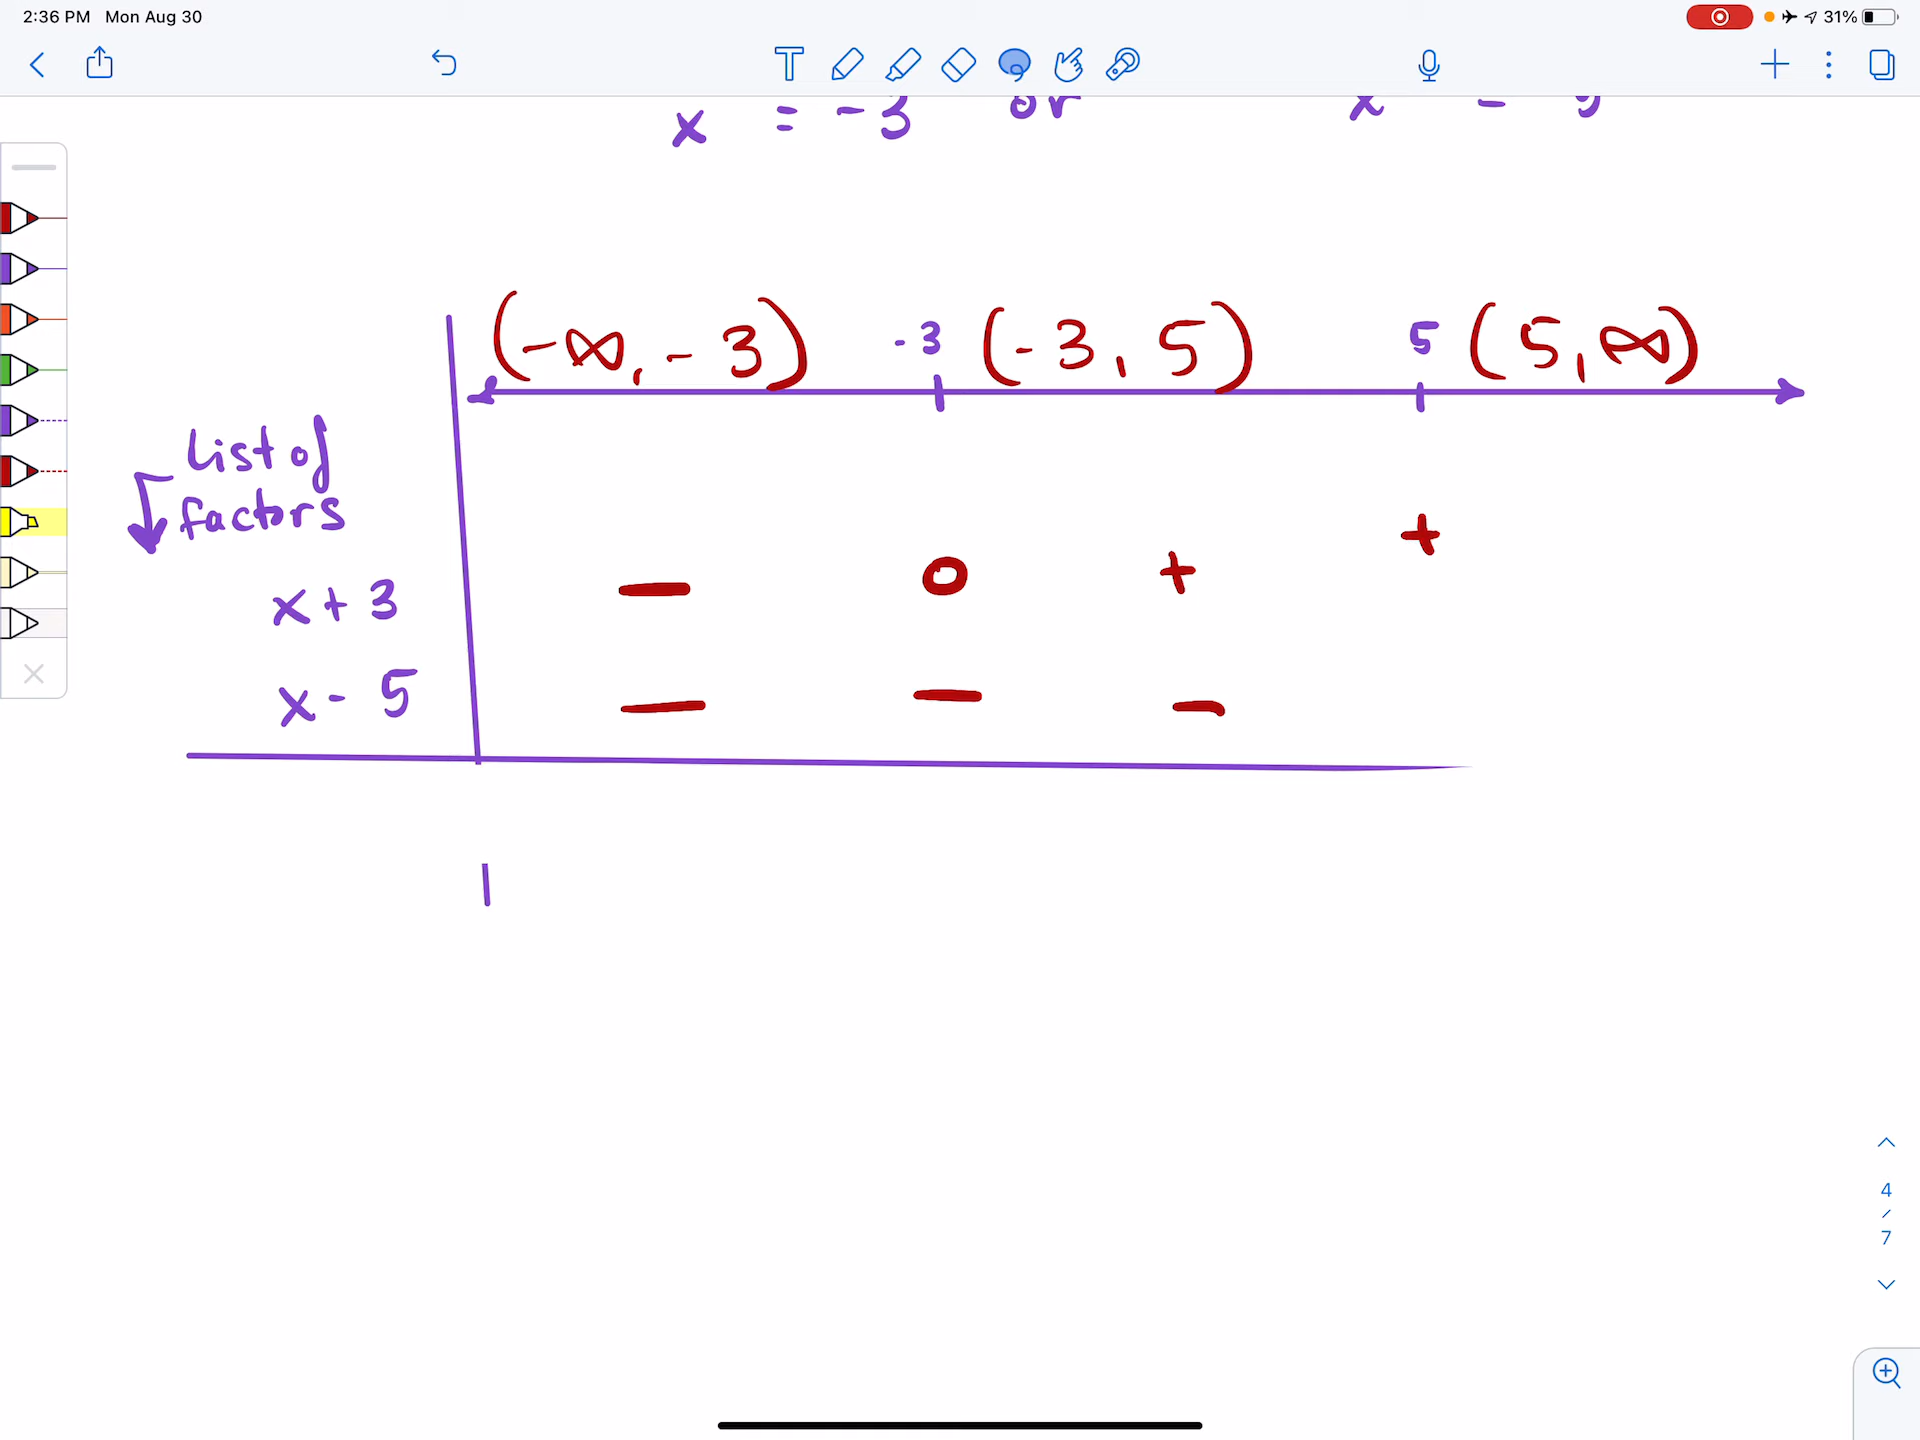 2:36 PM Mon Aug 30 31%
T
x = -3 or x =
(-∞, -3) -3 (-3, 5) 5 (5, ∞)
List of
factors
+
x + 3 — 0 +
x - 5 — — -
4
/
7